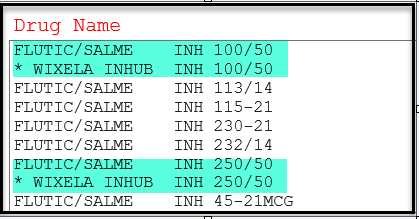 Drug Name
FLUTIC/SALME INH 100/50
* WIXELA INHUB INH 100/50
FLUTIC/SALME INH 113/14
FLUTIC/SALME INH 115-21
FLUTIC/SALME INH 230-21
FLUTIC/SALME INH 232/14
FLUTIC/SALME INH 250/50
* WIXELA INHUB INH 250/50
FLUTIC/SALME INH 45-21MCG